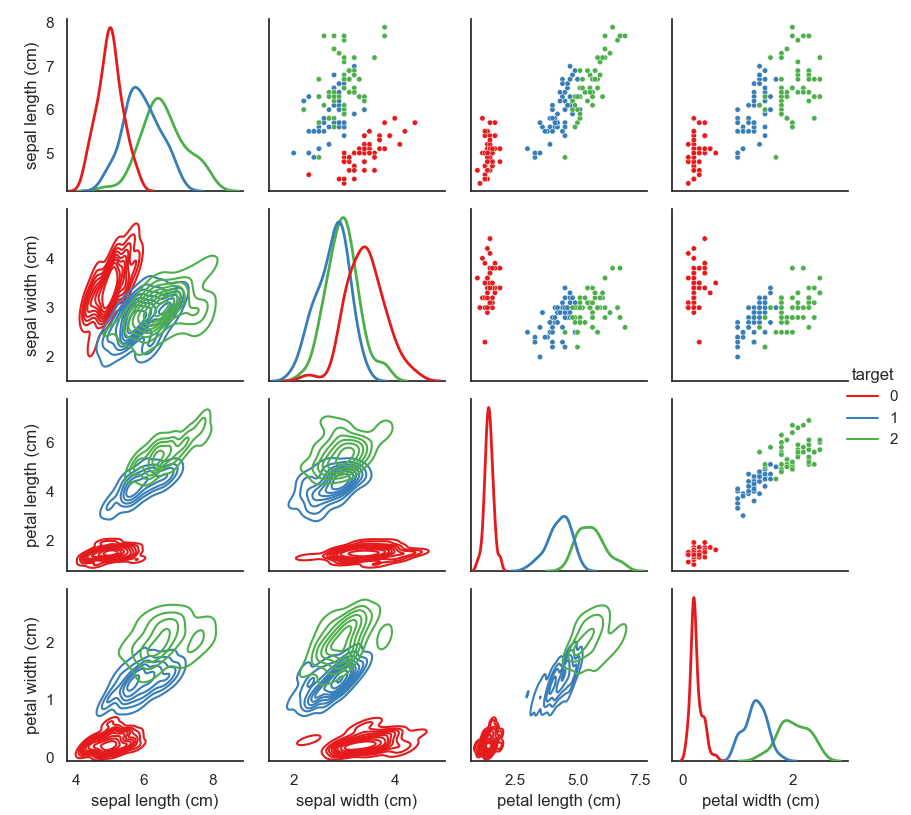 sepal length (cm)
8
7
6
5
sepal width (cm)
4
3
2
target
0
1
2
petal length (cm)
6
4
2
petal width (cm)
2
1
0
4 6 8
2 4
2.5 5.0 7.5
0 2
sepal length (cm)
sepal width (cm)
petal length (cm)
petal width (cm)